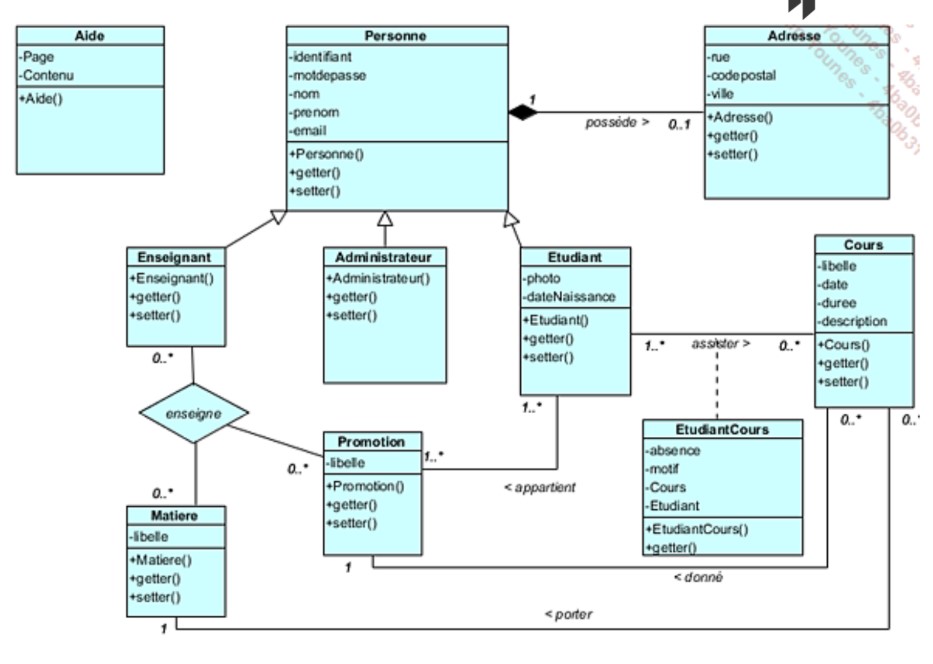 Aide
-Page
-Contenu
+Aide()
Personne
-identifiant
-motdepasse
-nom
-prenom
-email
+Personne()
+getter()
+setter()
1
posséde >
0..1
Adresse
-rue
-codepostal
-ville
+Adresse()
+getter()
+setter()
Enseignant
+Enseignant()
+getter()
+setter()
0..*
Administrateur
+Administrateur()
+getter()
+setter()
Etudiant
-photo
-dateNaissance
+Etudiant()
+getter()
+setter()
1..*
1..*
assister >
0..*
Cours
-libelle
-date
-duree
-description
+Cours()
+getter()
+setter()
0..*
0..
enseigne
0..*
0..*
Promotion
-libelle
+Promotion()
+getter()
+setter()
1..*
1
< appartient
EtudiantCours
-absence
-motif
-Cours
-Etudiant
+EtudiantCours()
+getter()
< donné
Matiere
-libelle
+Matiere()
+getter()
+setter()
1
< porter